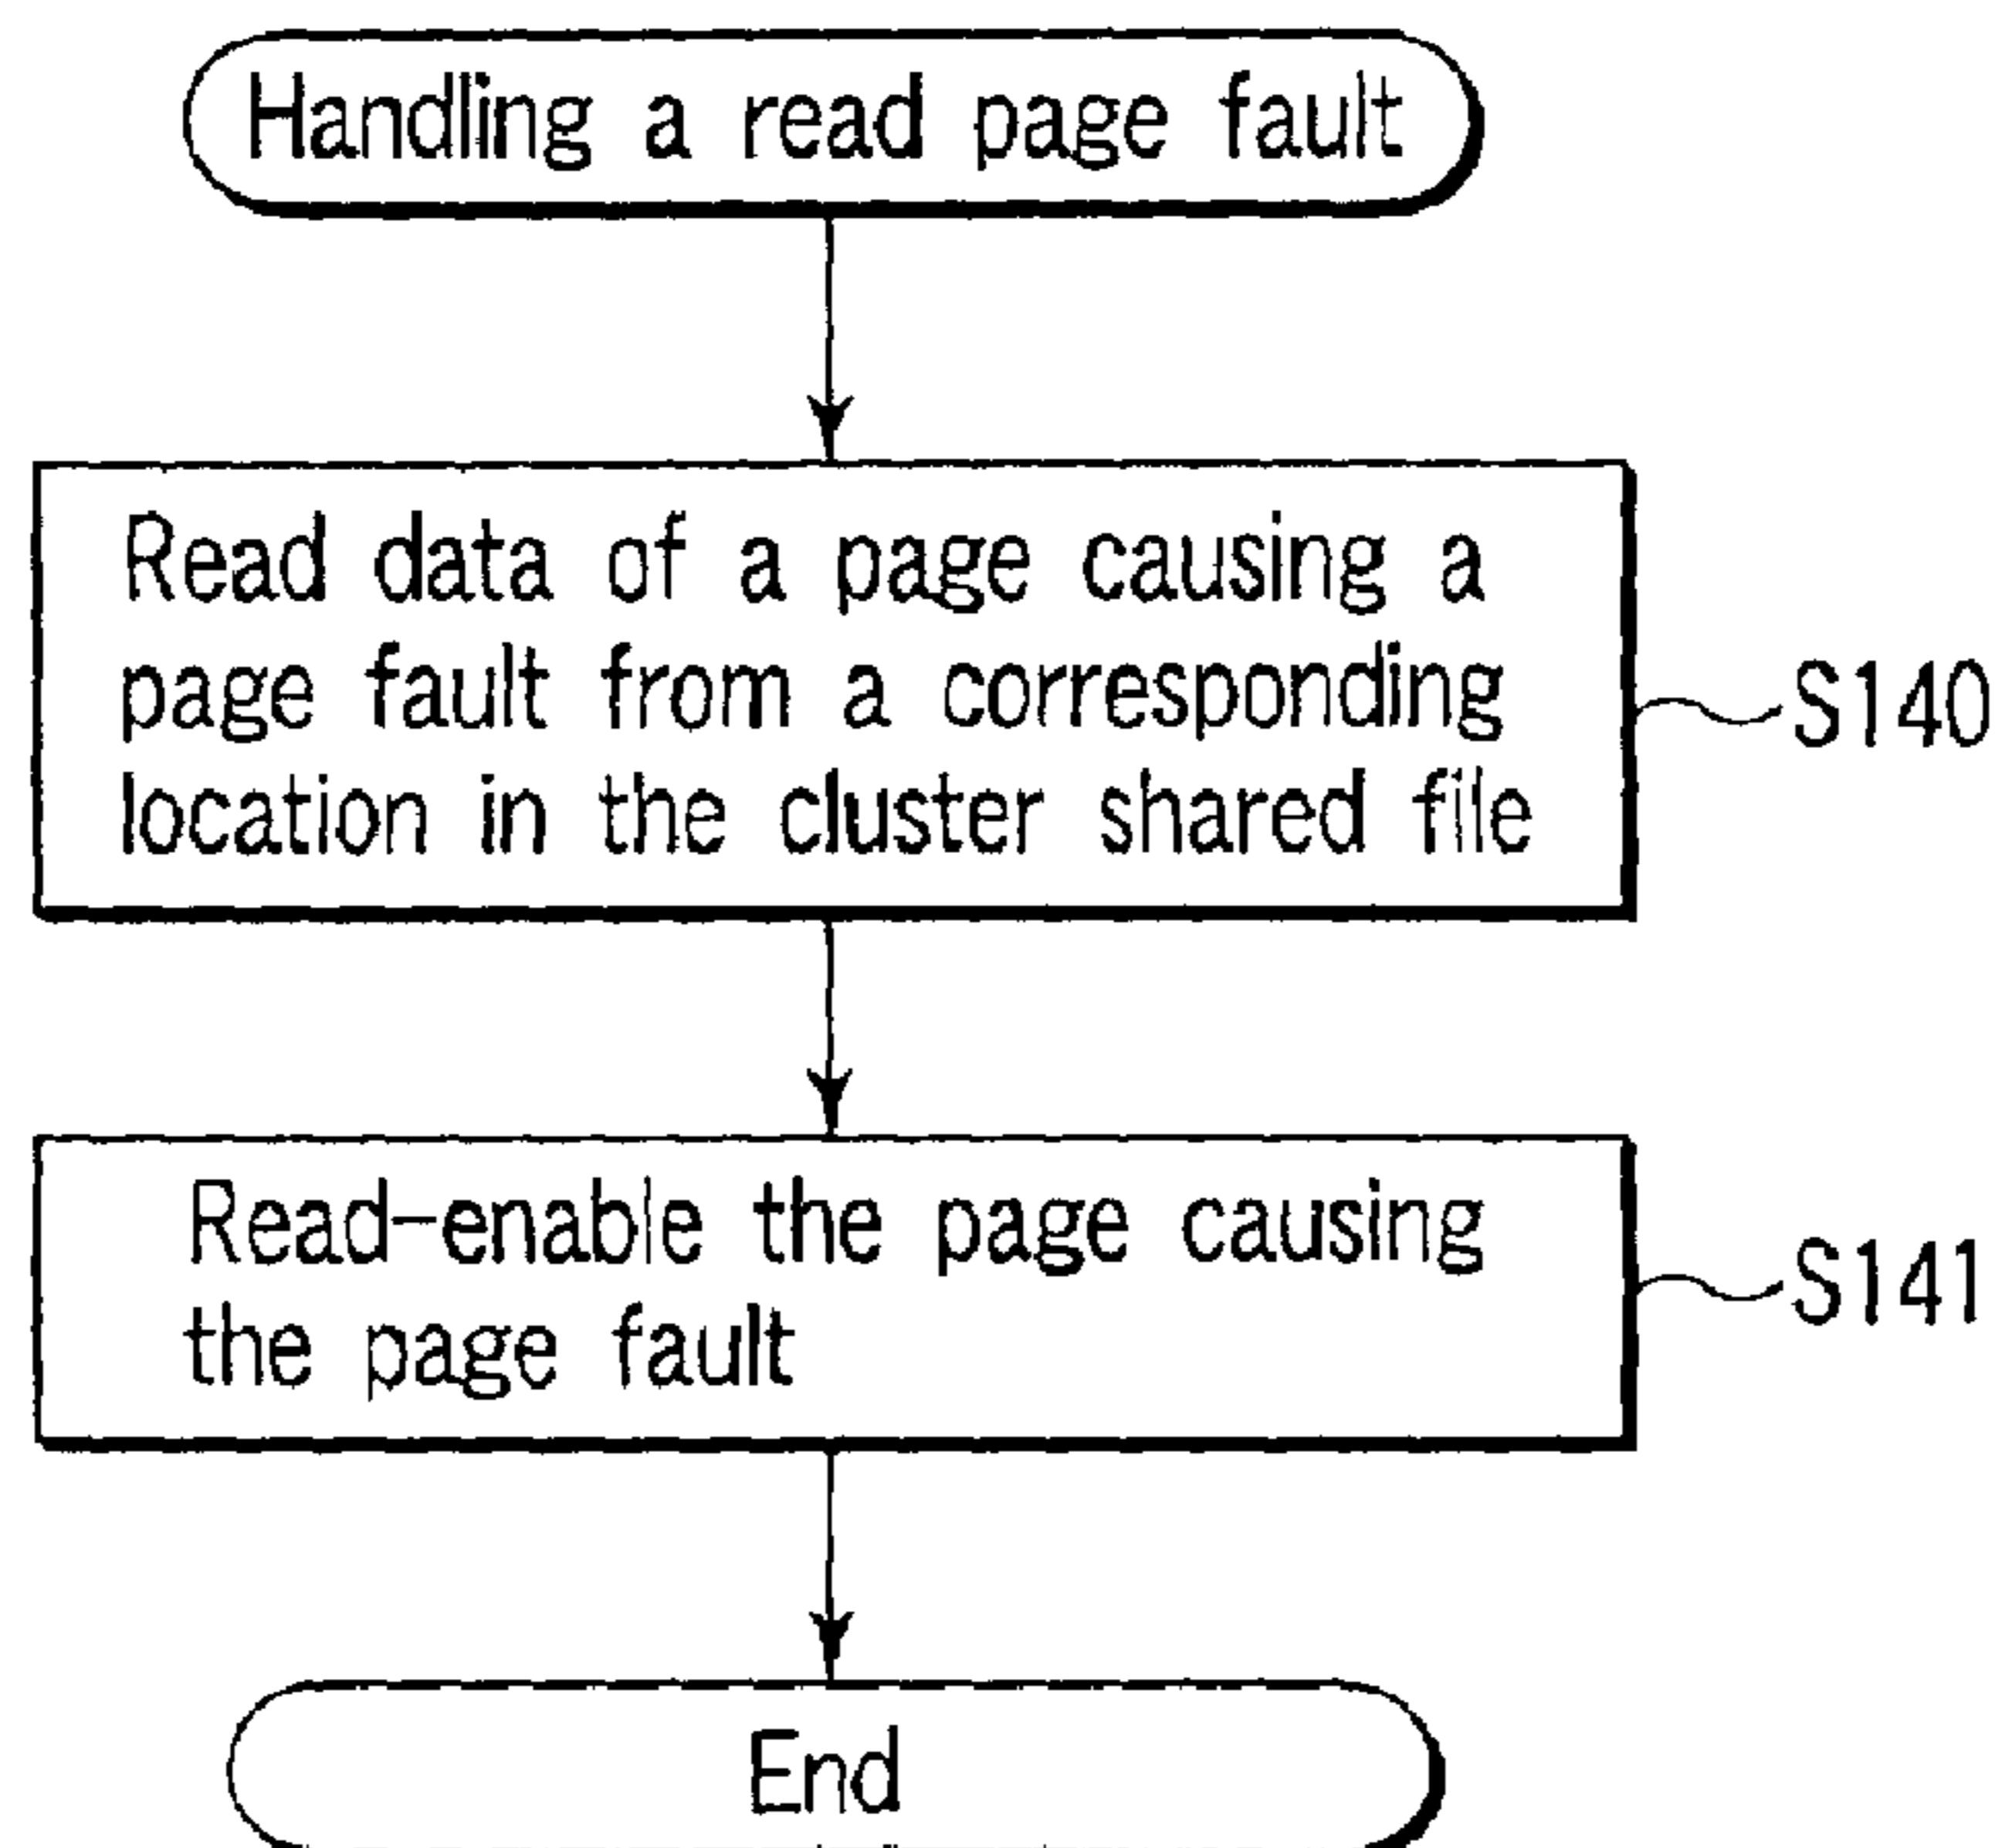 Handling a read page fault
Read data of a page causing a
page fault from a corresponding
location in the cluster shared file
S140
Read-enable the page causing
the page fault
S141
End